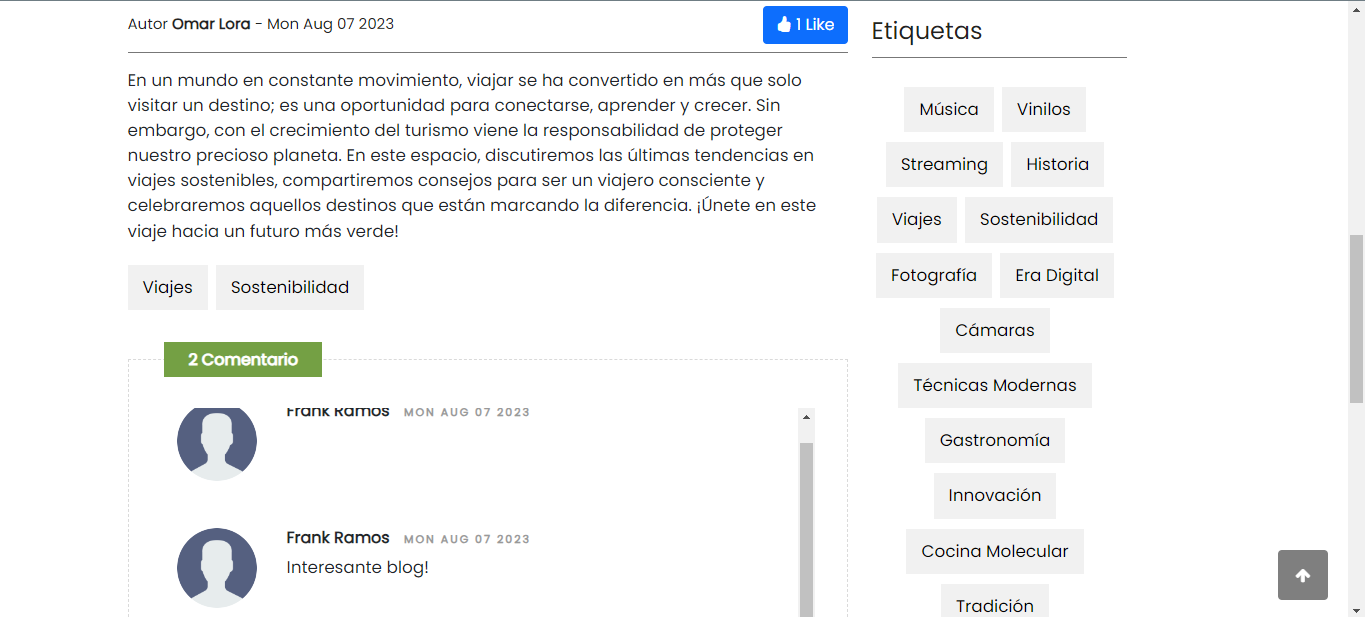 Autor Omar Lora - Mon Aug 07 2023
1 Like
En un mundo en constante movimiento, viajar se ha convertido en más que solo
visitar un destino; es una oportunidad para conectarse, aprender y crecer. Sin
embargo, con el crecimiento del turismo viene la responsabilidad de proteger
nuestro precioso planeta. En este espacio, discutiremos las últimas tendencias en
viajes sostenibles, compartiremos consejos para ser un viajero consciente y
celebraremos aquellos destinos que están marcando la diferencia. ¡Únete en este
viaje hacia un futuro más verde!
Viajes Sostenibilidad
2 Comentario
Frank Ramos MON AUG 07 2023
Frank Ramos MON AUG 07 2023
Interesante blog!
Etiquetas
Música Vinilos
Streaming Historia
Viajes Sostenibilidad
Fotografía Era Digital
Cámaras
Técnicas Modernas
Gastronomía
Innovación
Cocina Molecular
Tradición